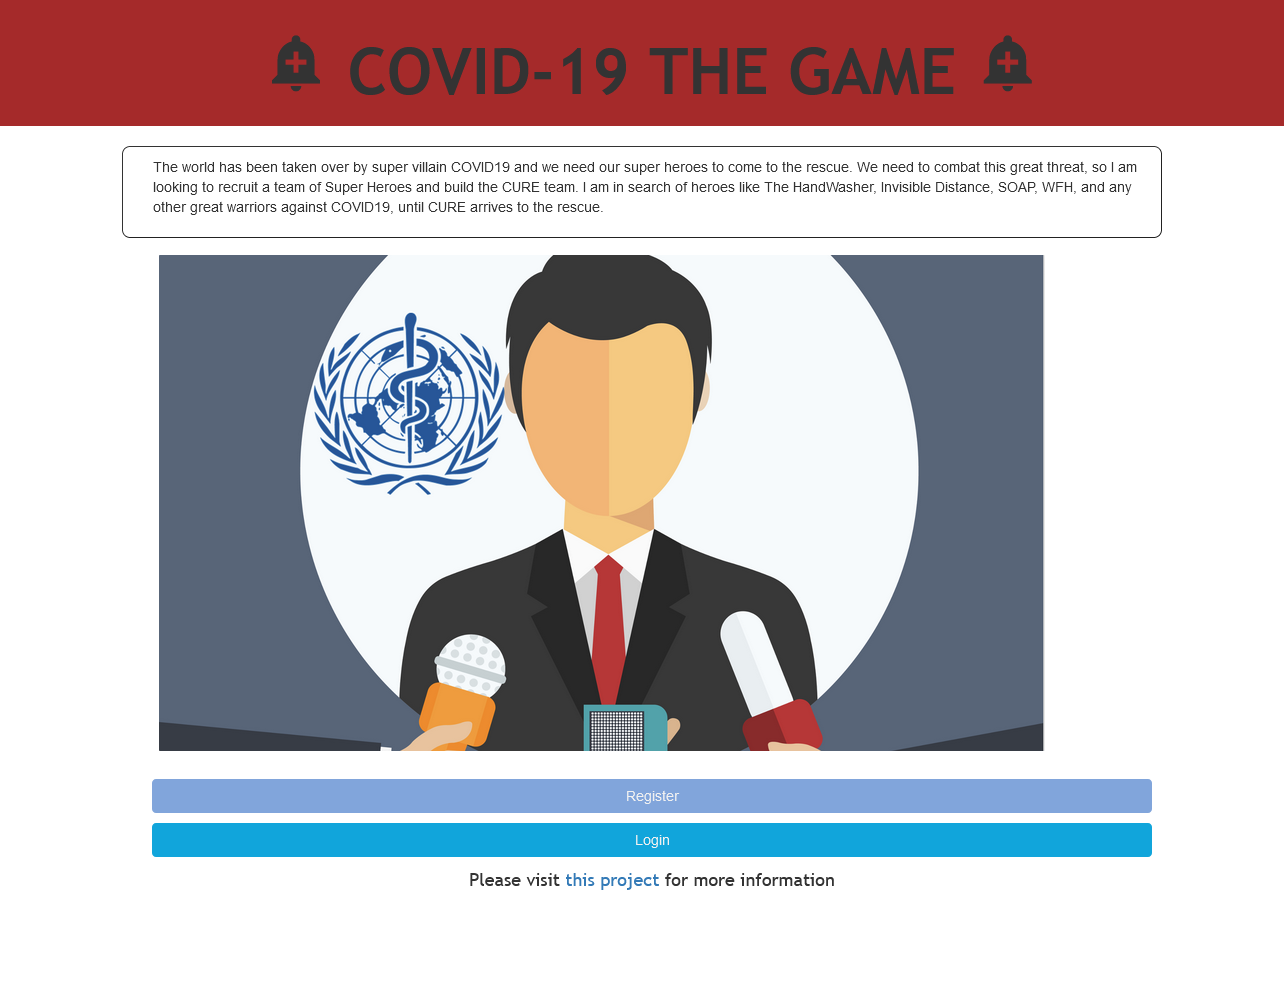 COVID-19 THE GAME
The world has been taken over by super villain COVID19 and we need our super heroes to come to the rescue. We need to combat this great threat, so I am
looking to recruit a team of Super Heroes and build the CURE team. I am in search of heroes like The HandWasher, Invisible Distance, SOAP, WFH, and any
other great warriors against COVID19, until CURE arrives to the rescue.
Register
Login
Please visit this project for more information